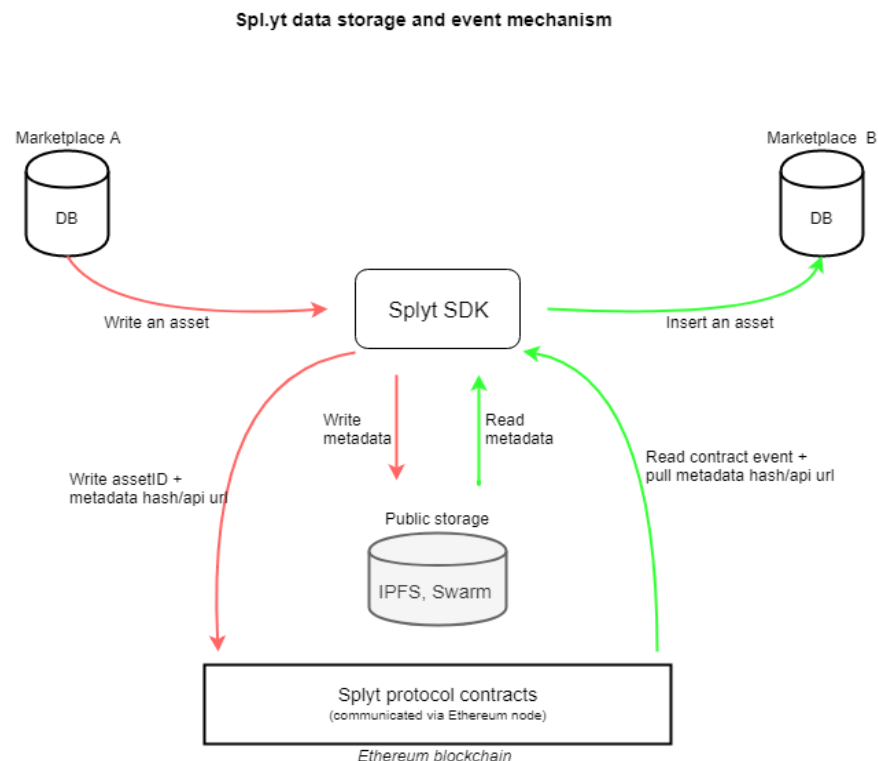 Spl.yt data storage and event mechanism
Marketplace A
Marketplace B
DB
DB
Splyt SDK
Write an asset
Insert an asset
Write
metadata
Read
metadata
Read contract event +
pull metadata hash/api url
Write assetID +
metadata hash/api url
Public storage
IPFS, Swarm
Splyt protocol contracts
(communicated via Ethereum node)
Ethereum blockchain